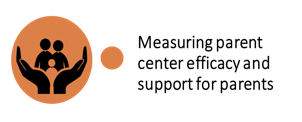 Measuring parent
center efficacy and
support for parents